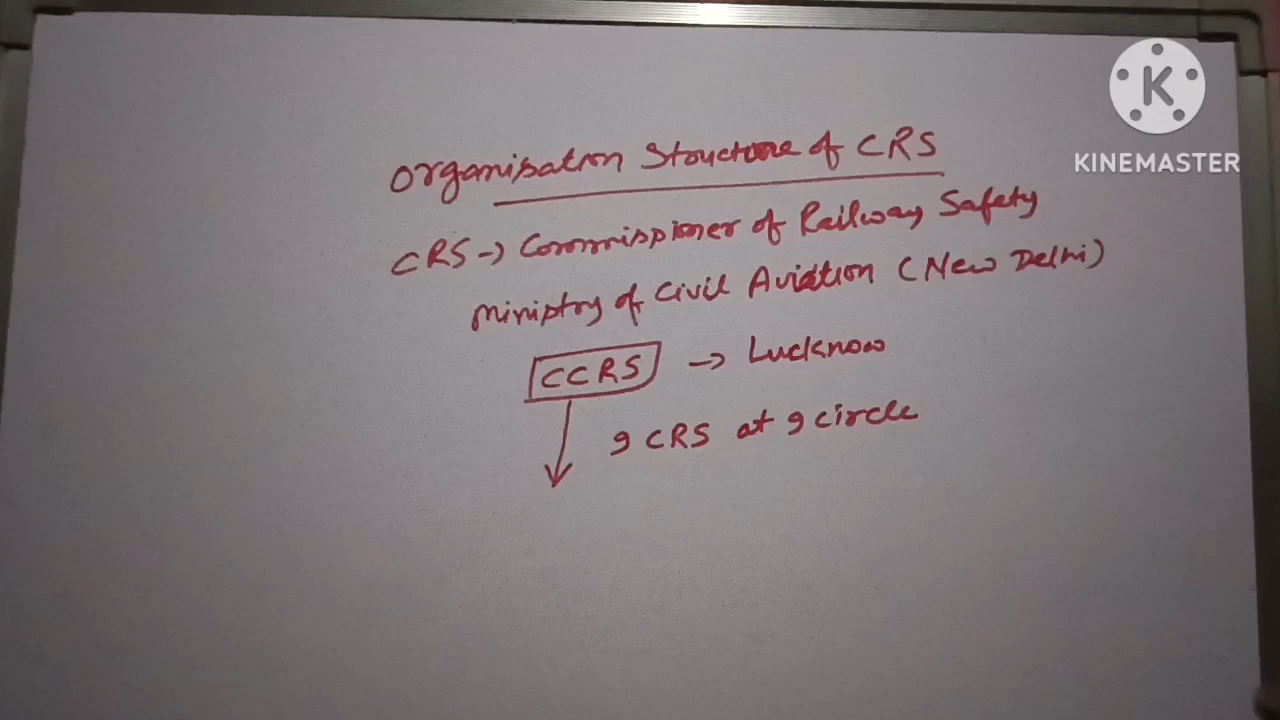 Organisation Structure of CRS
CRS → Commissioner of Railway Safety
Ministry of Civil Aviation (New Delhi)
CCRS → Lucknow
9 CRS at 9 circle
K
KINEMASTER